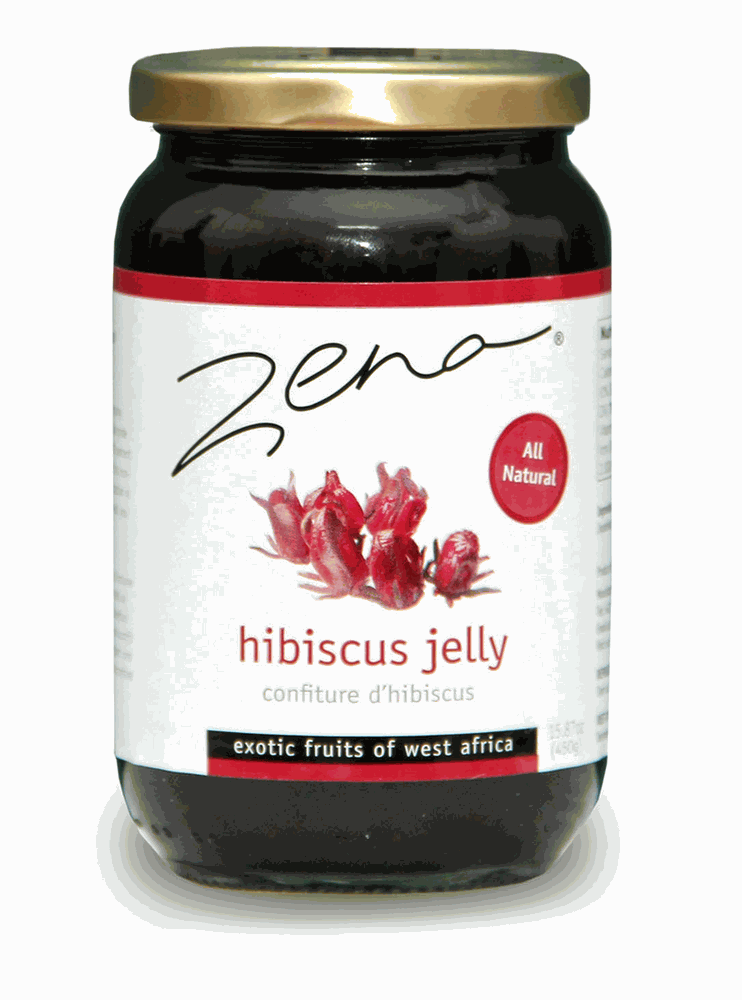 zena ®
All
Natural
hibiscus jelly
confiture d'hibiscus
exotic fruits of west africa